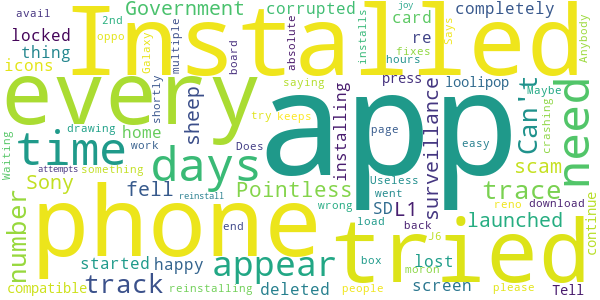 avail
Government
corrupted
joy
card
completely
locked
2nd
oppo
Galaxy
multiple
Installed
absolute
installs
re
fixes
Says
Anybody
thing
icons
shortly
board
hours
press
loolipop
saying
every
sheep
app
Can't
need
Maybe
crashing
drawing
home
try
keeps
installing
surveillance
page
easy
Waiting
time
work
Does
days
something
scam
attempts
fell
Pointless
Useless
trace
Sony
reinstall
went
download
number
phone
wrong
SD
L1
back
reno
launched
continue
end
load
tried
J6
started
happy
appear
box
moron
lost
compatible
track
reinstalling
deleted
people
screen
please
Tell